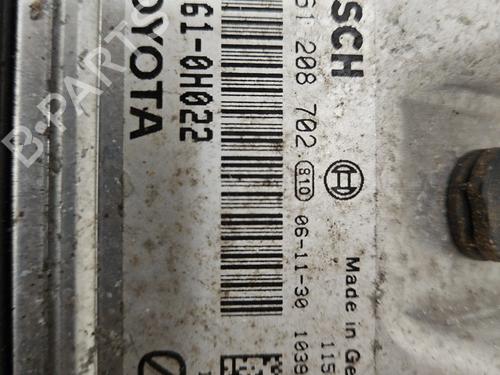 SCH
61 208 702 810 06-11-30 1039
Made in Ge
115
61-0H022
TOYOTA
B-PARTS